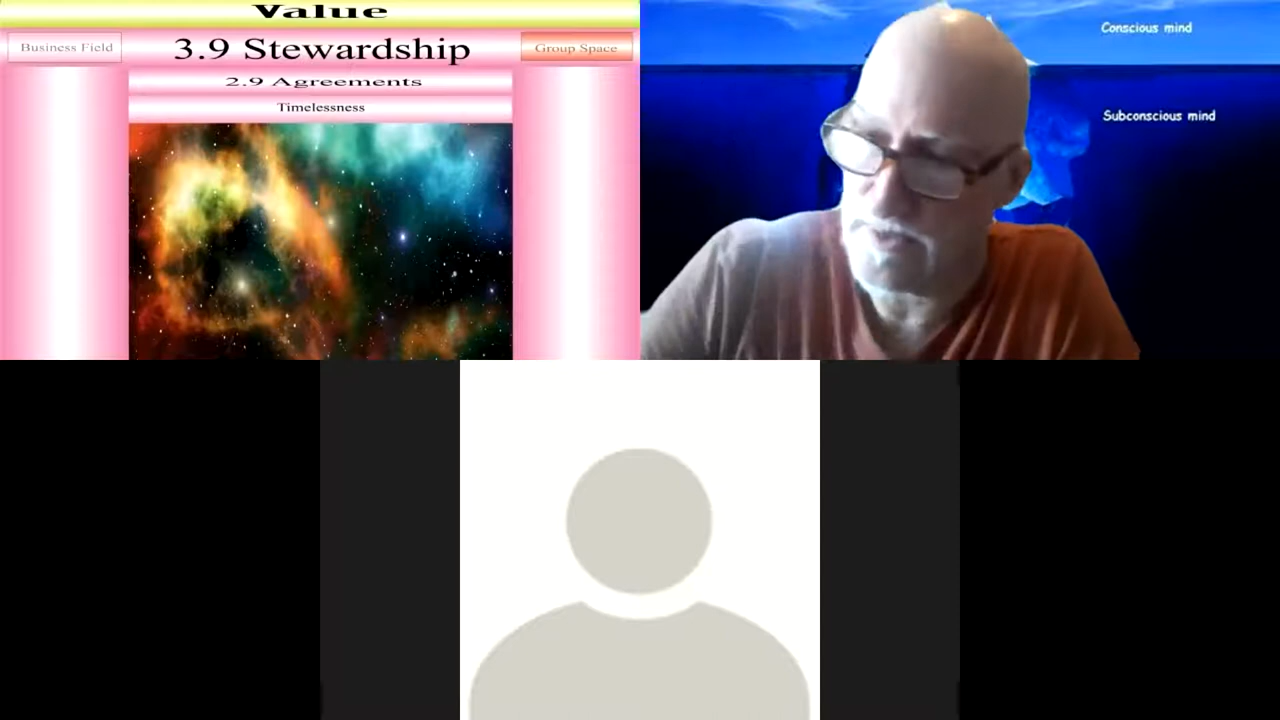 Value
Business Field
3.9 Stewardship
Group Space
2.9 Agreements
Timelessness
Conscious mind
Subconscious mind